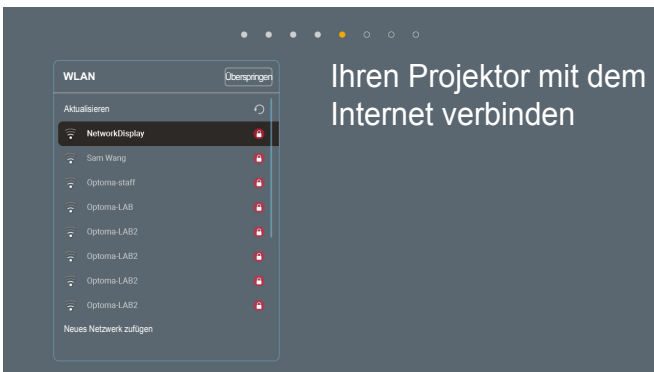 WLAN
Überspringen
Ihren Projektor mit dem
Internet verbinden
Aktualisieren
NetworkDisplay
Sam Wang
Optoma-staff
Optoma-LAB
Optoma-LAB2
Optoma-LAB2
Optoma-LAB2
Optoma-LAB2
Neues Netzwerk zufügen